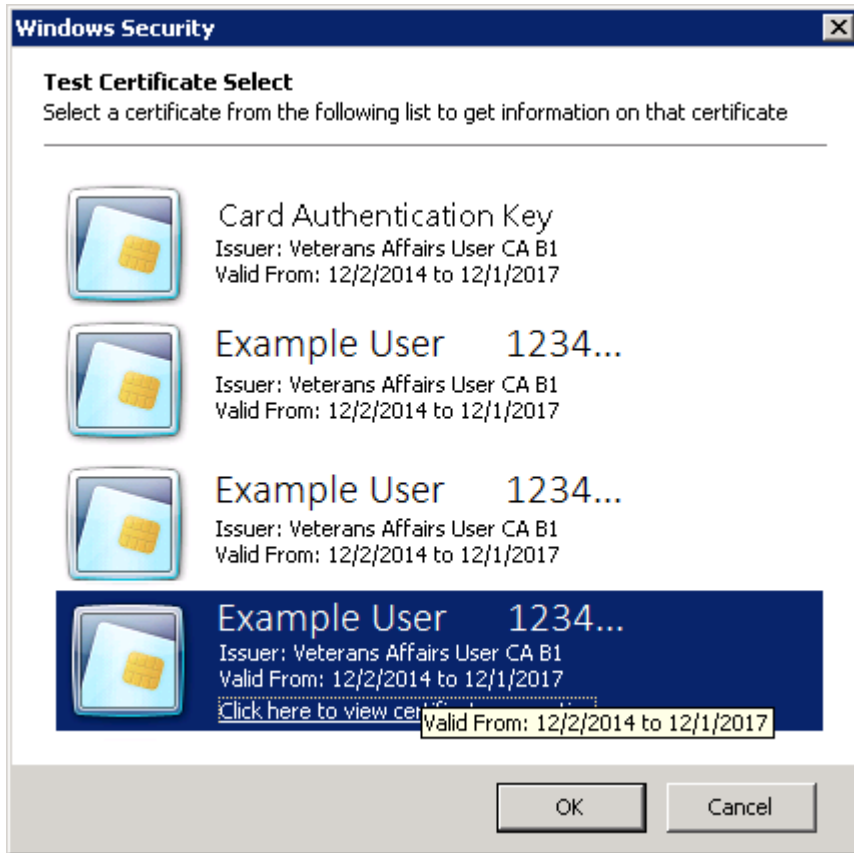 Windows Security
Test Certificate Select
Select a certificate from the following list to get information on that certificate
Card Authentication Key
Issuer: Veterans Affairs User CA B1
Valid From: 12/2/2014 to 12/1/2017
Example User 1234...
Issuer: Veterans Affairs User CA B1
Valid From: 12/2/2014 to 12/1/2017
Example User 1234...
Issuer: Veterans Affairs User CA B1
Valid From: 12/2/2014 to 12/1/2017
Example User 1234...
Issuer: Veterans Affairs User CA B1
Valid From: 12/2/2014 to 12/1/2017
Click here to view
Valid From: 12/2/2014 to 12/1/2017
OK Cancel